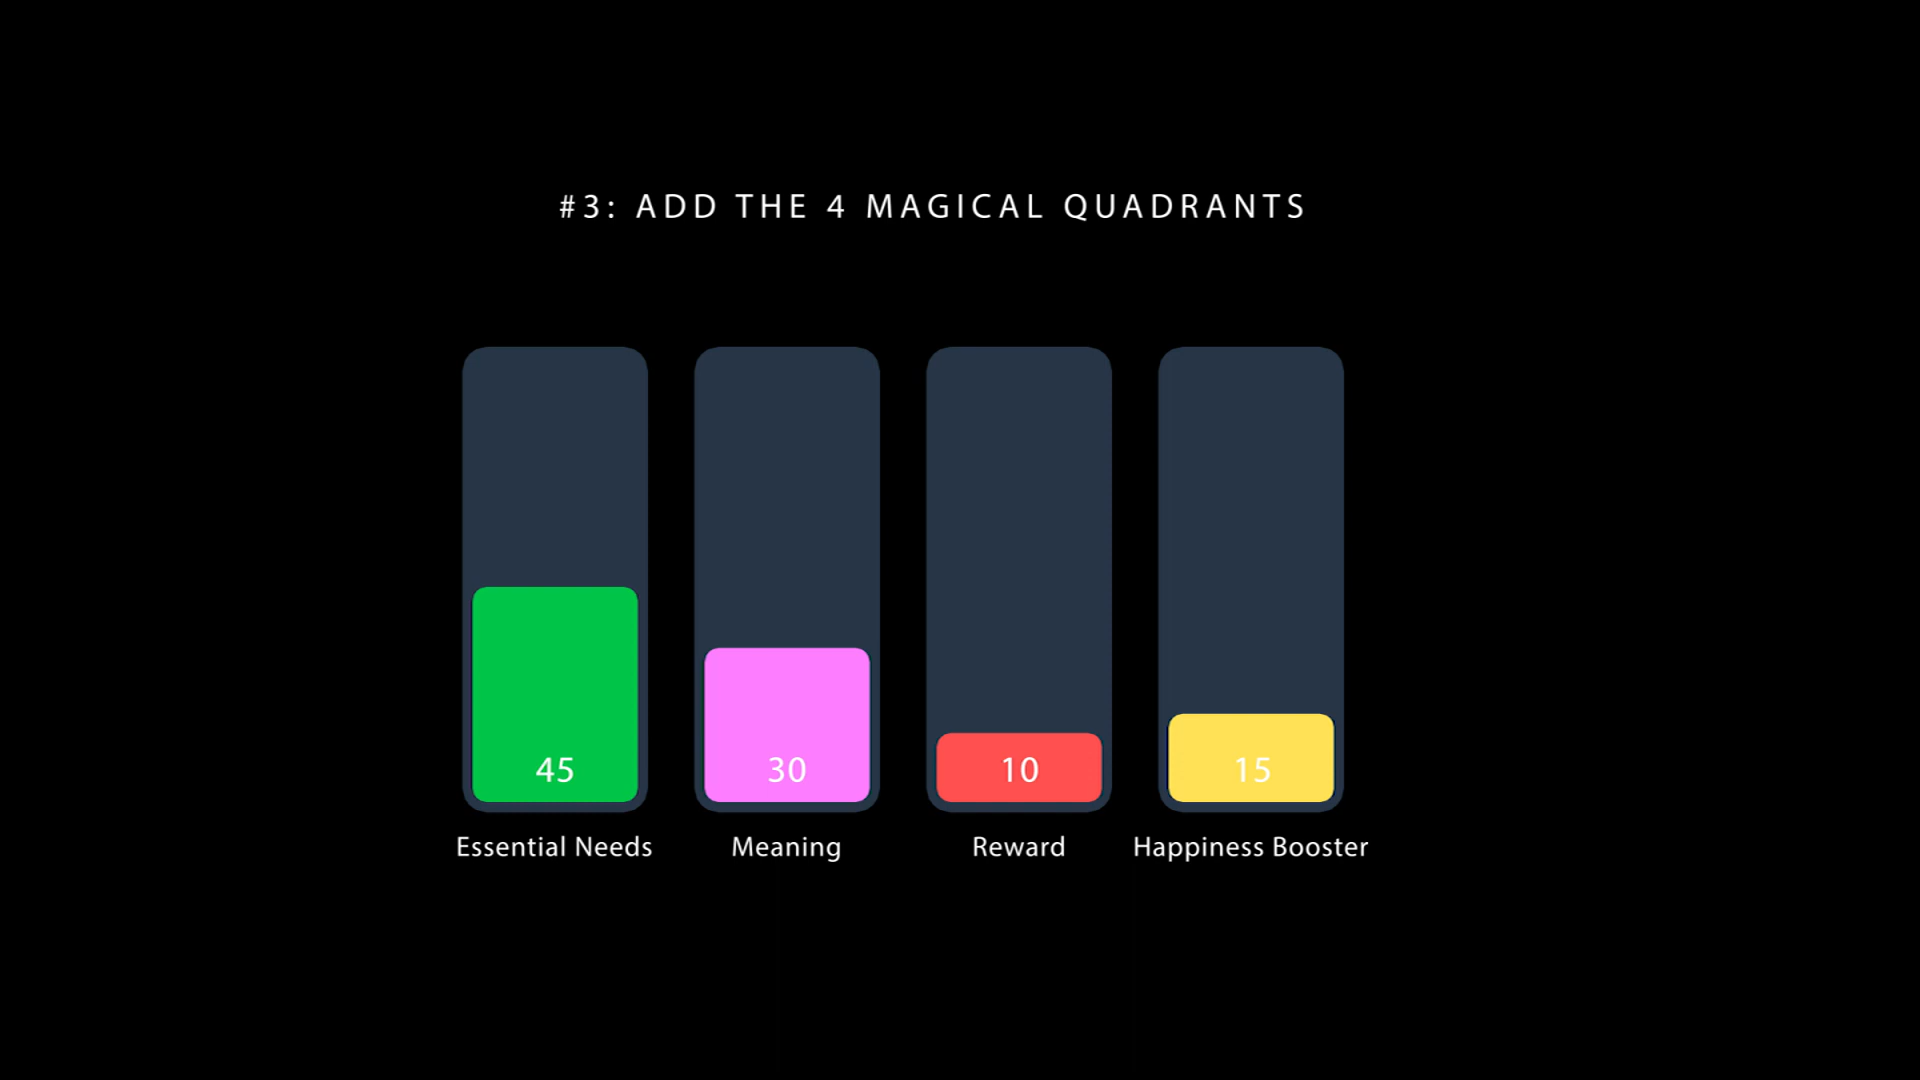 #3: ADD THE 4 MAGICAL QUADRANTS
45 30 10 15
Essential Needs Meaning Reward Happiness Booster